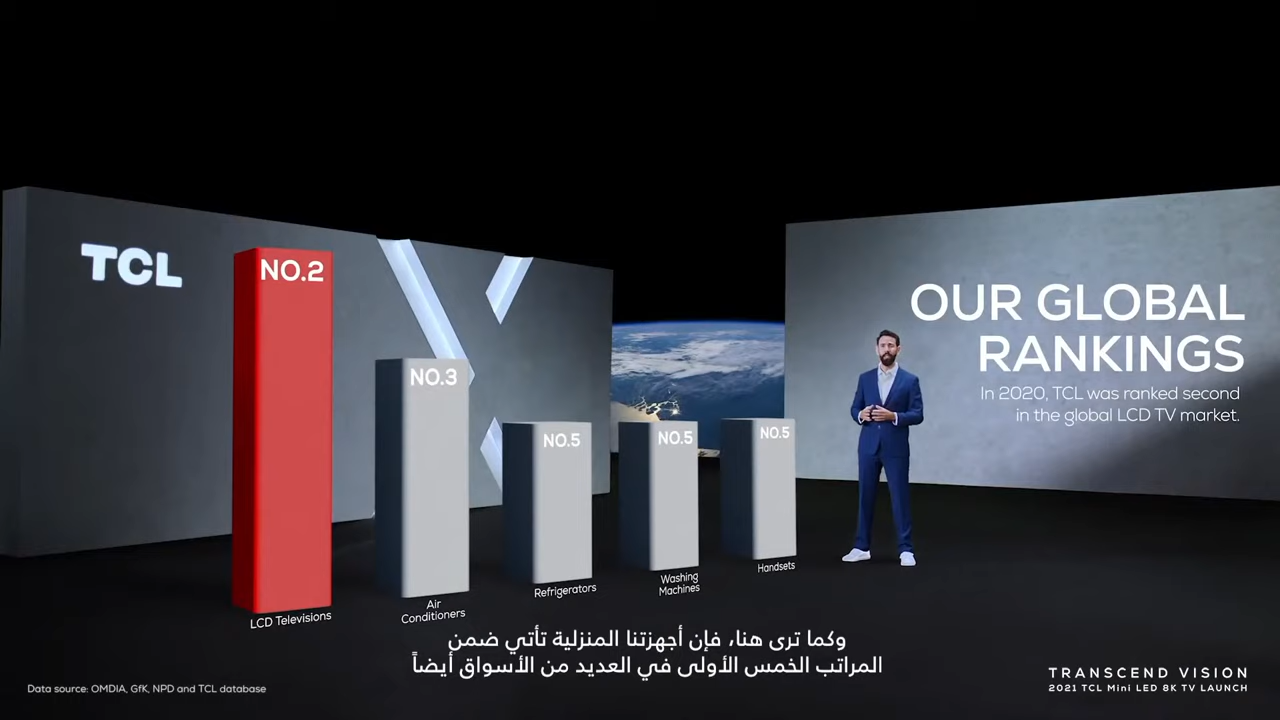 TCL
NO.2
NO.3
NO.5
NO.5
NO.5
LCD Televisions
Air
Conditioners
Refrigerators
Washing
Machines
Handsets
OUR GLOBAL
RANKINGS
In 2020, TCL was ranked second
in the global LCD TV market.
وكما ترى هنا، فإن أجهزتنا المنزلية تأتي ضمن
المراتب الخمس الأولى في العديد من الأسواق أيضاً
Data source: OMDIA, GfK, NPD and TCL database
TRANSCEND VISION
2021 TCL Mini LED 8K TV LAUNCH